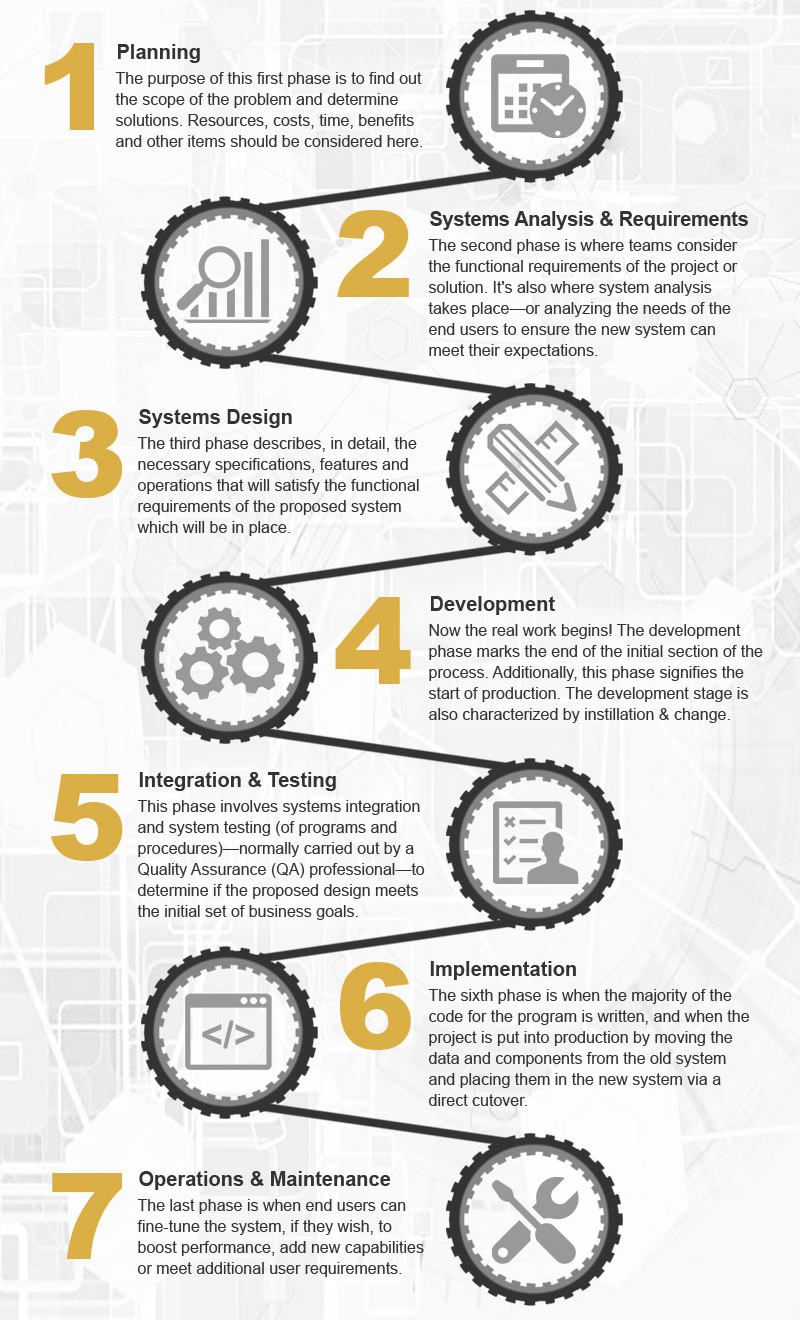 1
Planning
The purpose of this first phase is to find out
the scope of the problem and determine
solutions. Resources, costs, time, benefits
and other items should be considered here.
2
Systems Analysis & Requirements
The second phase is where teams consider
the functional requirements of the project or
solution. It's also where system analysis
takes place—or analyzing the needs of the
end users to ensure the new system can
meet their expectations.
3
Systems Design
The third phase describes, in detail, the
necessary specifications, features and
operations that will satisfy the functional
requirements of the proposed system
which will be in place.
4
Development
Now the real work begins! The development
phase marks the end of the initial section of the
process. Additionally, this phase signifies the
start of production. The development stage is
also characterized by instillation & change.
5
Integration & Testing
This phase involves systems integration
and system testing (of programs and
procedures)—normally carried out by a
Quality Assurance (QA) professional—to
determine if the proposed design meets
the initial set of business goals.
6
Implementation
The sixth phase is when the majority of the
code for the program is written, and when the
project is put into production by moving the
data and components from the old system
and placing them in the new system via a
direct cutover.
</>
7
Operations & Maintenance
The last phase is when end users can
fine-tune the system, if they wish, to
boost performance, add new capabilities
or meet additional user requirements.